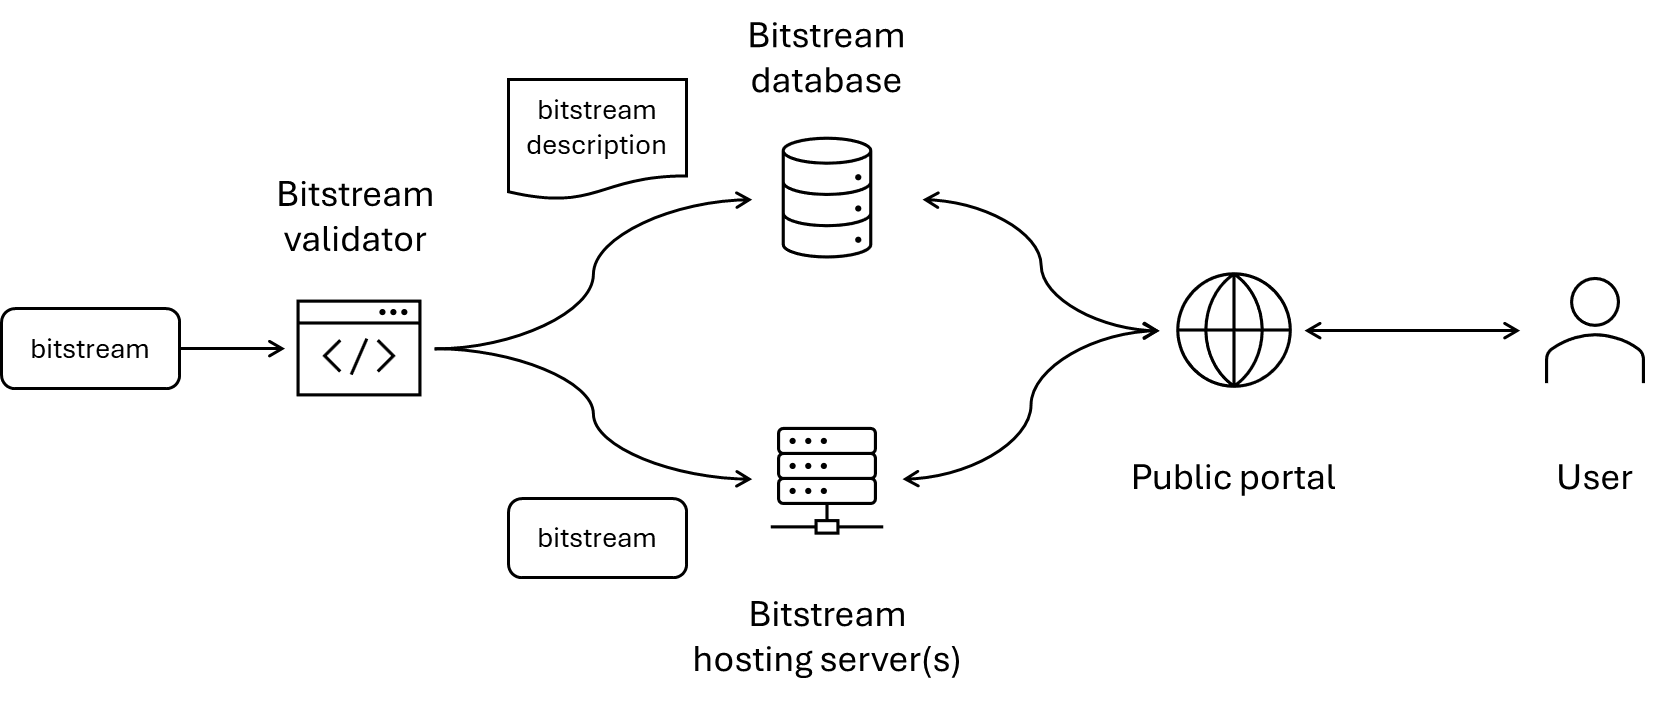 Bitstream
database
bitstream
description
Bitstream
validator
bitstream
</>
Public portal
User
bitstream
Bitstream
hosting server(s)